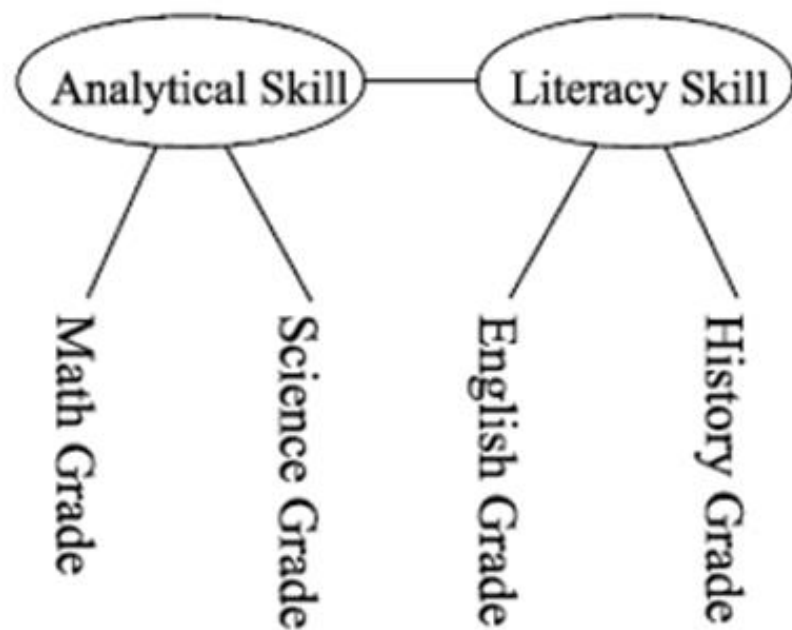 Analytical Skill
Literacy Skill
Math Grade
Science Grade
English Grade
History Grade